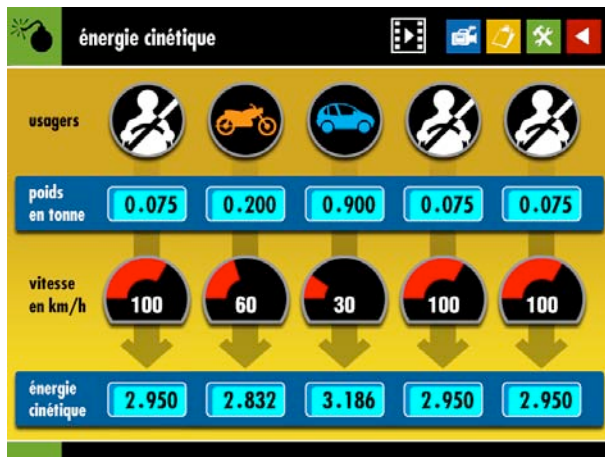 énergie cinétique
usagers
poids
en tonne
0.075 0.200 0.900 0.075 0.075
vitesse
en km/h
100 60 30 100 100
énergie
cinétique
2.950 2.832 3.186 2.950 2.950